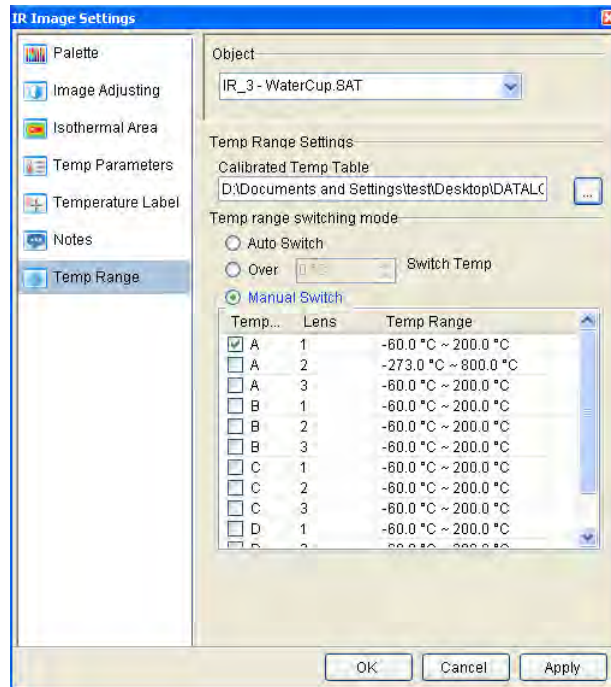 IR Image Settings
Palette
Image Adjusting
Isothermal Area
Temp Parameters
Temperature Label
Notes
Temp Range
Object
IR_3 - WaterCup.SAT
Temp Range Settings
Calibrated Temp Table
D:\Documents and Settings\test\Desktop\DATALC
...
Temp range switching mode
Auto Switch
Over Switch Temp
Manual Switch
Temp... Lens Temp Range
A 1 -60.0 °C ~ 200.0 °C
A 2 -273.0 °C ~ 800.0 °C
A 3 -60.0 °C ~ 200.0 °C
B 1 -60.0 °C ~ 200.0 °C
B 2 -60.0 °C ~ 200.0 °C
B 3 -60.0 °C ~ 200.0 °C
C 1 -60.0 °C ~ 200.0 °C
C 2 -60.0 °C ~ 200.0 °C
C 3 -60.0 °C ~ 200.0 °C
D 1 -60.0 °C ~ 200.0 °C
OK Cancel Apply